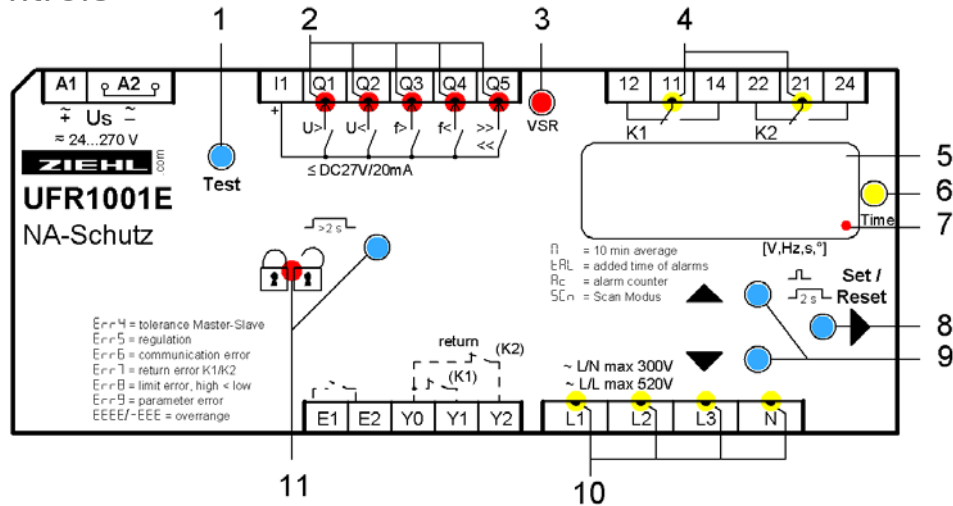 1 2 3 4
A1 A2
I1 Q1 Q2 Q3 Q4 Q5
12 11 14 22 21 24
Us
≂ 24...270 V
ZIEHL .com
UFR1001E
NA-Schutz
Test
+ U> U< f> f< >> <<
≤ DC27V/20mA
VSR
K1 K2
5
6
Time
7
[V,Hz,s,°]
>2 s
= 10 min average
tAL = added time of alarms
Ac = alarm counter
SCn = Scan Modus
Set /
2 s Reset
8
9
Err4 = tolerance Master-Slave
Err5 = regulation
Err6 = communication error
Err7 = return error K1/K2
Err8 = limit error, high < low
Err9 = parameter error
EEEE/-EEE = overrange
return (K2)
(K1)
~ L/N max 300V
~ L/L max 520V
E1 E2 Y0 Y1 Y2
L1 L2 L3 N
11 10